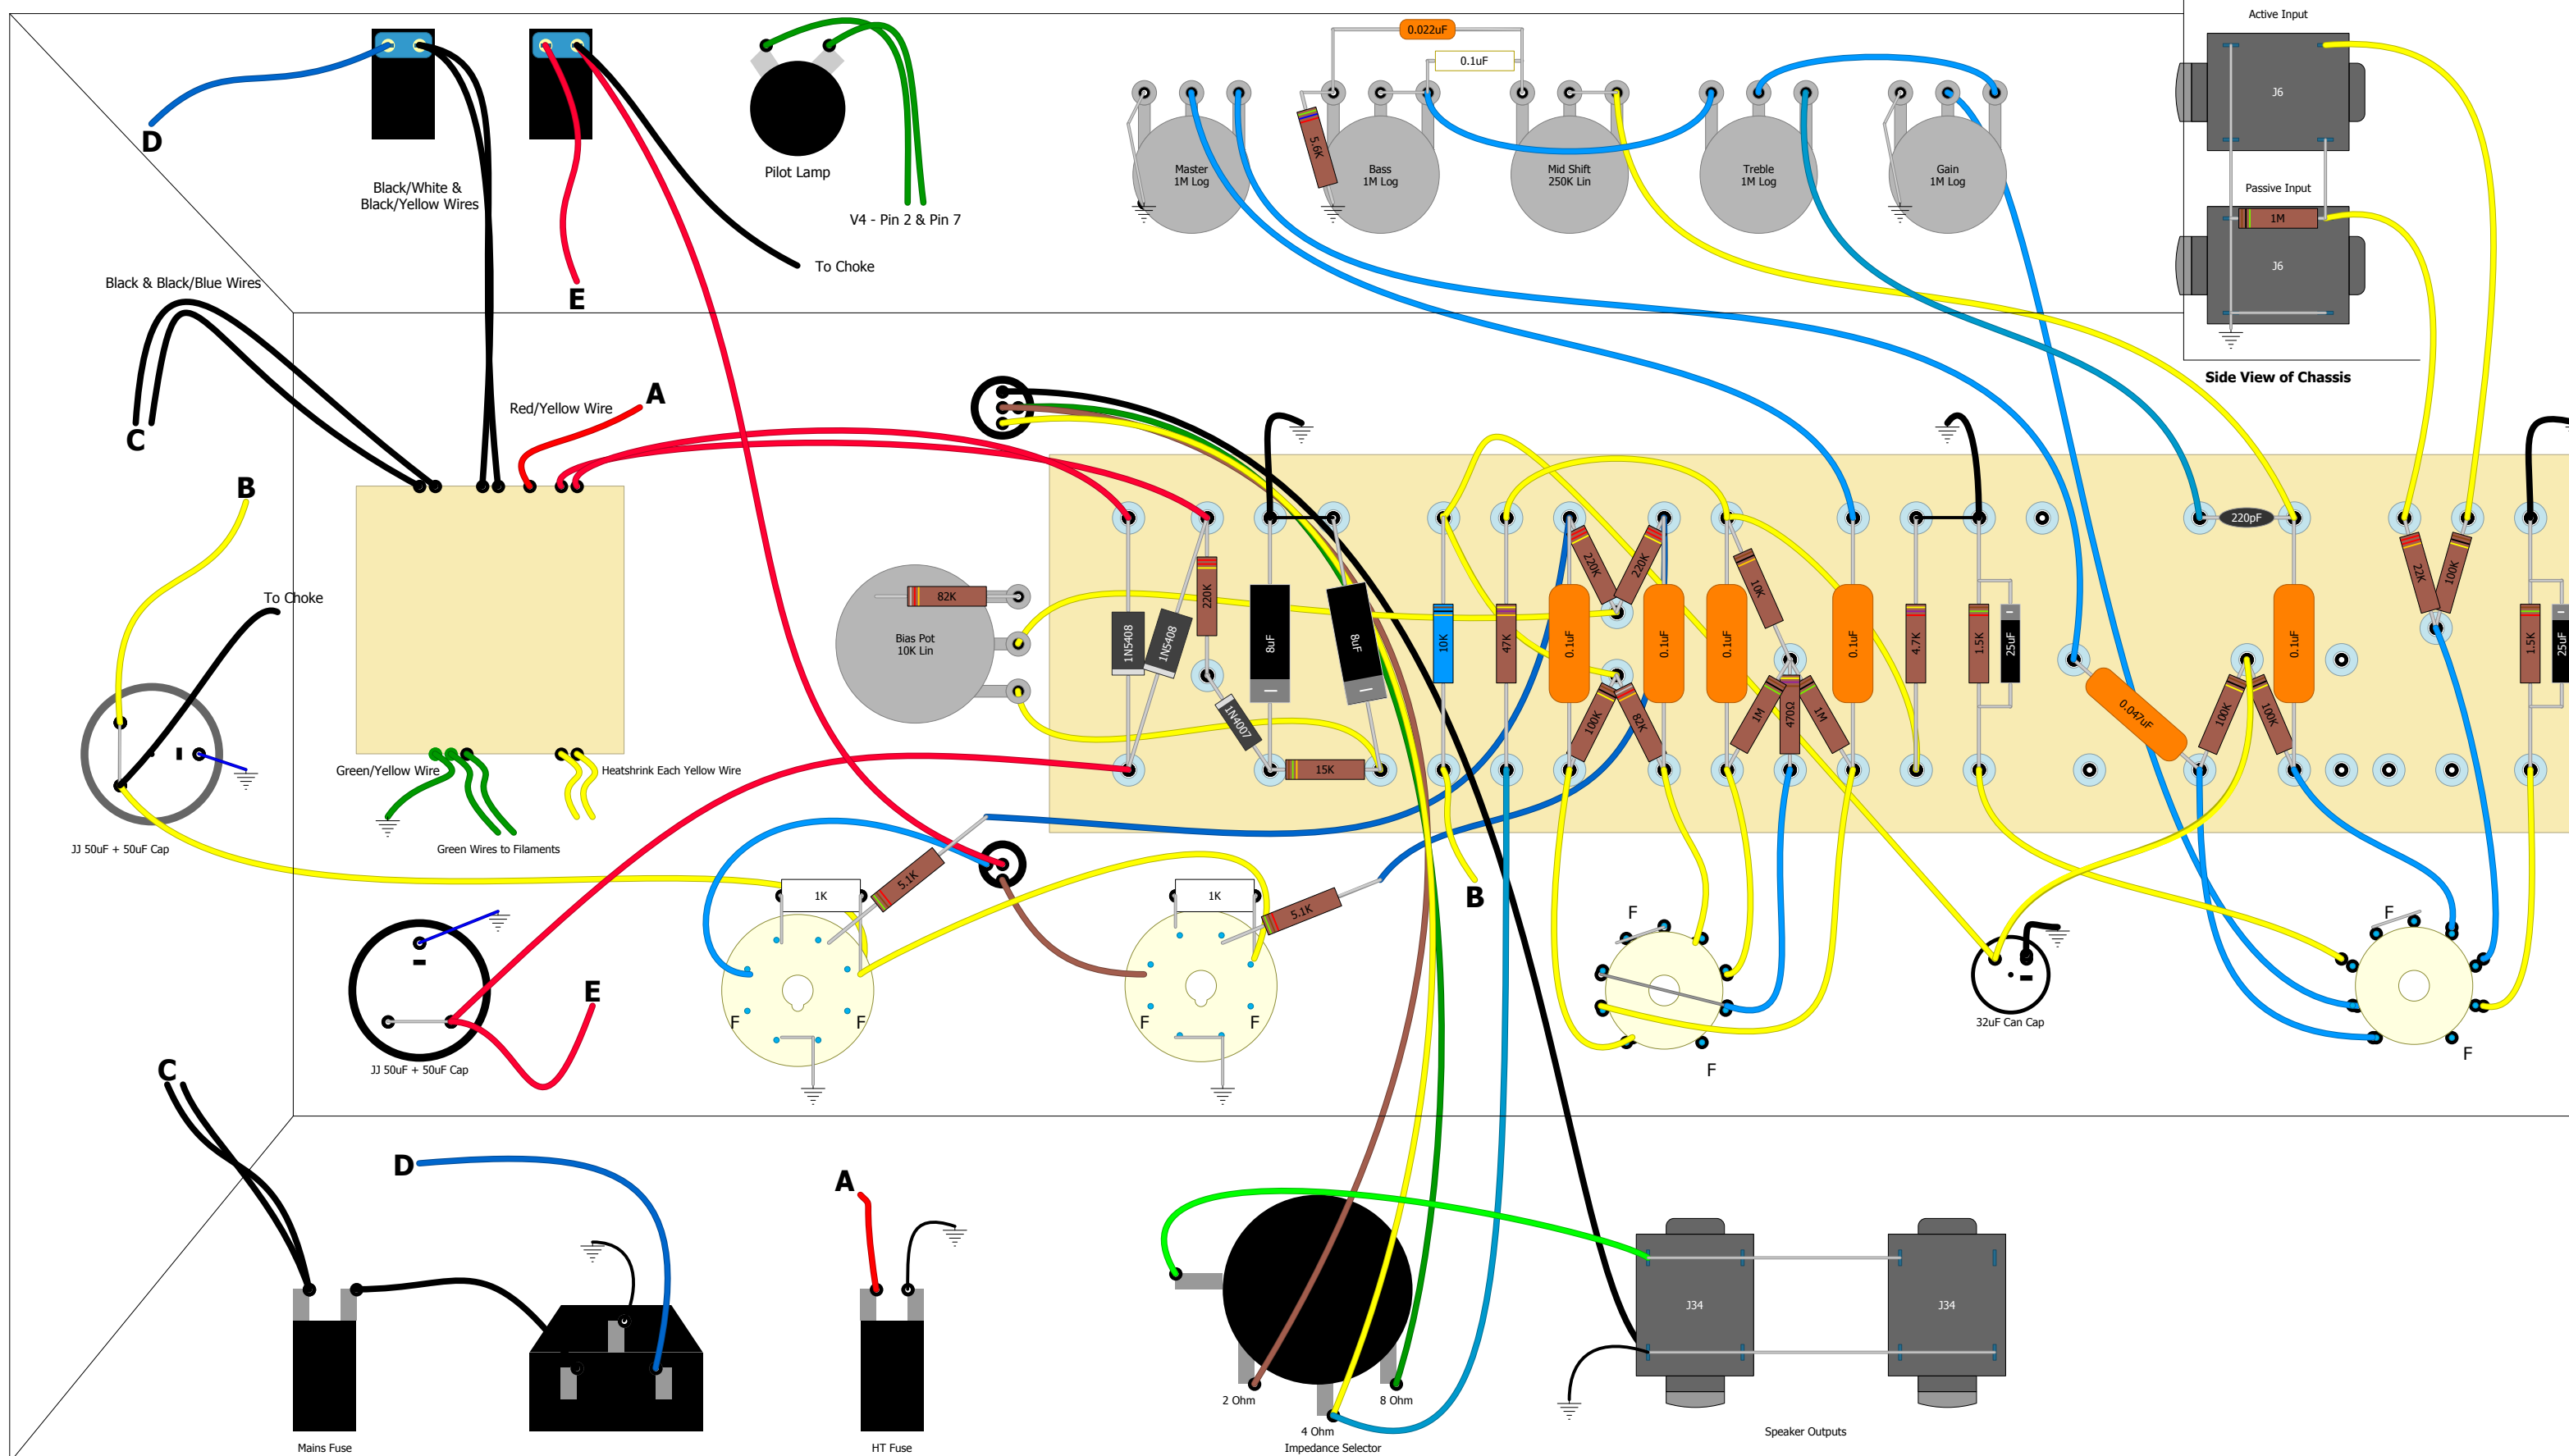 Active Input
0.022uF
0.1uF
J6
D
Pilot Lamp
Black/White &
Black/Yellow Wires
V4 - Pin 2 & Pin 7
Master
1M Log
5.6K
Bass
1M Log
Mid Shift
250K Lin
Treble
1M Log
Gain
1M Log
Passive Input
1M
J6
To Choke
E
Black & Black/Blue Wires
Side View of Chassis
C
Red/Yellow Wire
A
B
To Choke
82K
Bias Pot
10K Lin
1N5408
1N5408
220K
1N4007
8uF
8uF
15K
10K
47K
220K
220K
0.1uF
0.1uF
0.1uF
0.1uF
100K
82K
10K
1M
470Ω
1M
4.7K
1.5K
25uF
220pF
0.047uF
100K
100K
0.1uF
22K
100K
1.5K
25uF
Green/Yellow Wire
Heatshrink Each Yellow Wire
Green Wires to Filaments
JJ 50uF + 50uF Cap
1K
5.1K
1K
5.1K
B
F
F
E
F
F
F
F
32uF Can Cap
F
F
JJ 50uF + 50uF Cap
C
D
A
J34
J34
2 Ohm
8 Ohm
4 Ohm
Impedance Selector
Speaker Outputs
Mains Fuse
HT Fuse